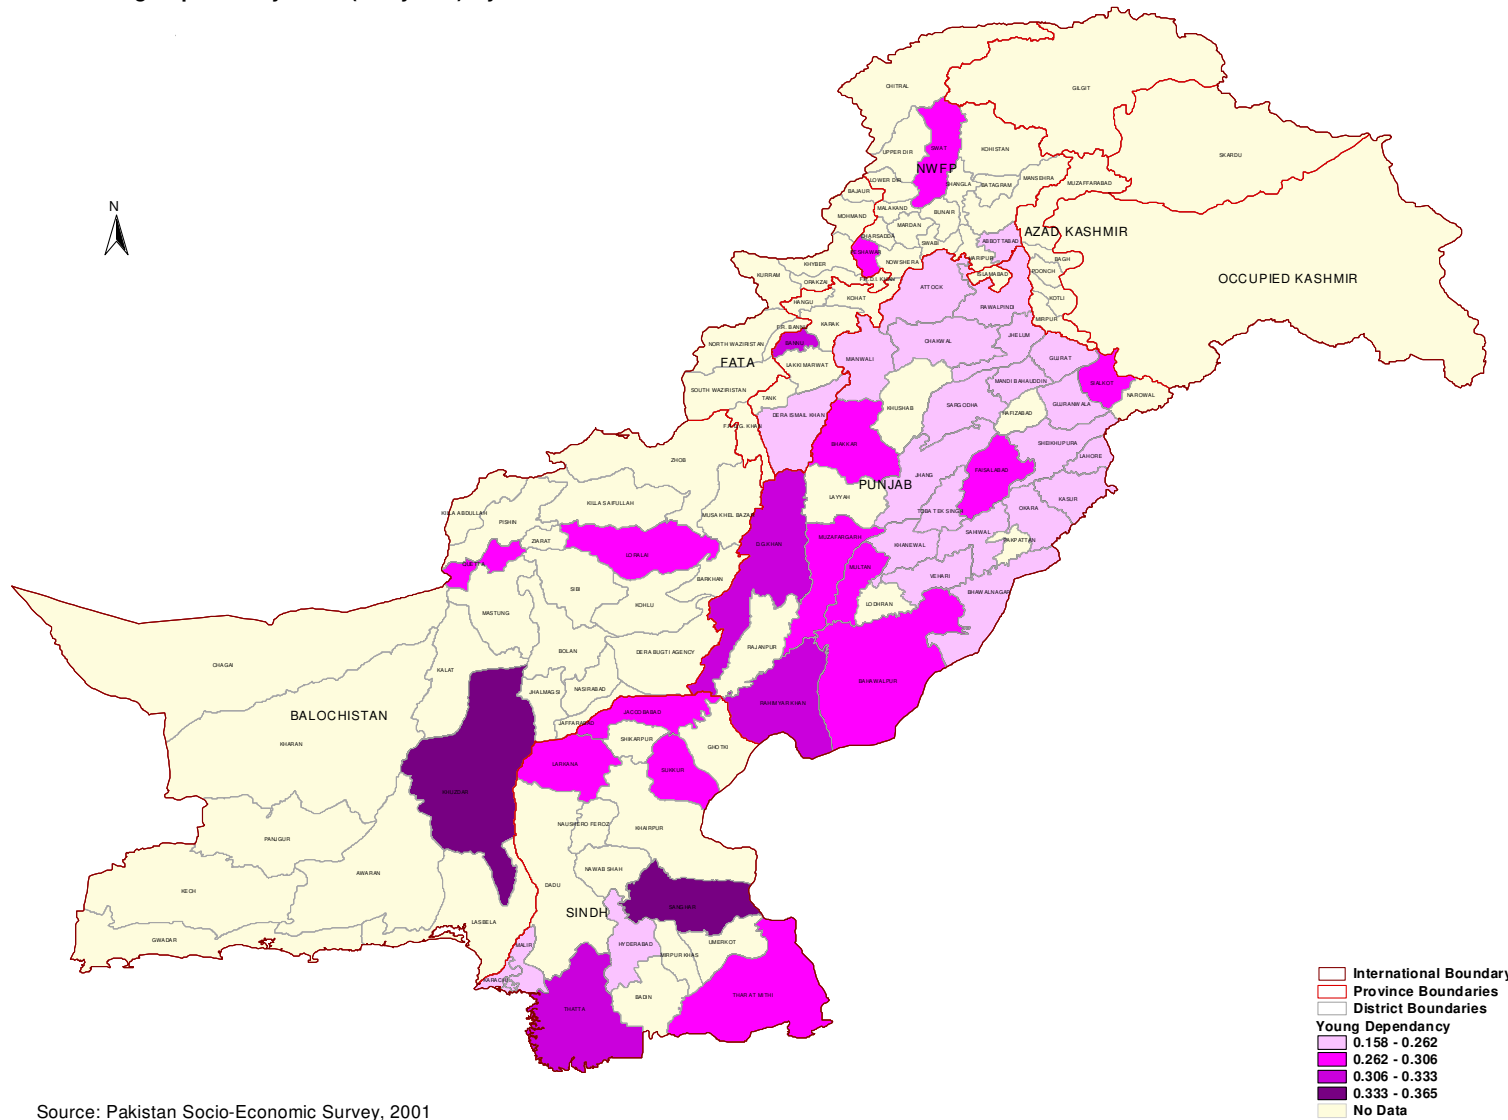 N
CHITRAL
GILGIT
SKARDU
UPPER DIR
SWAT
KOHISTAN
NWFP
LOWER DIR
SHANGLA
BATAGRAM
MANSEHRA
MUZAFFARABAD
BAJAUR
MALAKAND
BUNAIR
MOHMAND
MARDAN
AZAD KASHMIR
CHARSADDA
SWABI
ABBOTTABAD
PESHAWAR
NOWSHERA
HARIPUR
BAGH
KHYBER
ISLAMABAD
POONCH
KURRAM
ORAKZAI
OCCUPIED KASHMIR
ATTOCK
HANGU
KOHAT
RAWALPINDI
KOTLI
MIRPUR
F.R. BANNU
KARAK
JHELUM
NORTH WAZIRISTAN
BANNU
CHAKWAL
FATA
LAKKI MARWAT
MIANWALI
GUJRAT
SOUTH WAZIRISTAN
MANDI BAHAUDDIN
SIALKOT
TANK
NAROWAL
DERA ISMAIL KHAN
KHUSHAB
SARGODHA
HAFIZABAD
GUJRANWALA
BHAKKAR
SHEIKHUPURA
LAHORE
ZHOB
JHANG
FAISALABAD
PUNJAB
LAYYAH
KASUR
KILLA SAIFULLAH
TOBA TEK SINGH
OKARA
KILLA ABDULLAH
PISHIN
MUSA KHEL BAZAR
ZIARAT
D.G.KHAN
MUZAFARGARH
KHANEWAL
SAHIWAL
PAKPATTAN
LORALAI
QUETTA
MULTAN
VEHARI
BARKHAN
SIBI
BHAWALNAGAR
KOHLU
LODHRAN
MASTUNG
RAJANPUR
BOLAN
DERA BUGTI AGENCY
CHAGAI
KALAT
BAHAWALPUR
JHALMAGSI
NASIRABAD
RAHIMYAR KHAN
BALOCHISTAN
JACOBABAD
JAFFARABAD
SHIKARPUR
KHARAN
GHOTKI
LARKANA
SUKKUR
KHUZDAR
NAUSHERO FEROZ
KHAIRPUR
PANJGUR
NAWAB SHAH
AWARAN
DADU
KECH
SANGHAR
SINDH
LASBELA
GWADAR
MALIR
HYDERABAD
UMERKOT
MIRPUR KHAS
KARACHI
BADIN
THATTA
International Boundary
Province Boundaries
District Boundaries
Young Dependancy
0.158 - 0.262
0.262 - 0.306
0.306 - 0.333
0.333 - 0.365
No Data
Source: Pakistan Socio-Economic Survey, 2001